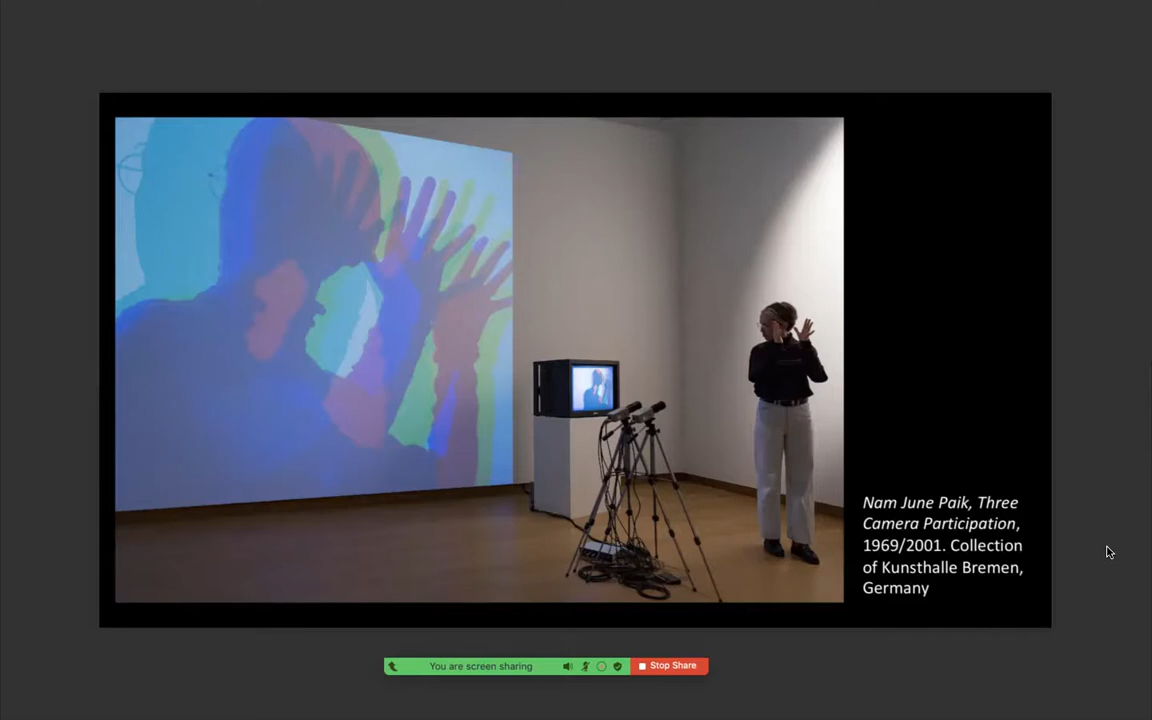 Nam June Paik, Three
Camera Participation,
1969/2001. Collection
of Kunsthalle Bremen,
Germany
You are screen sharing
Stop Share